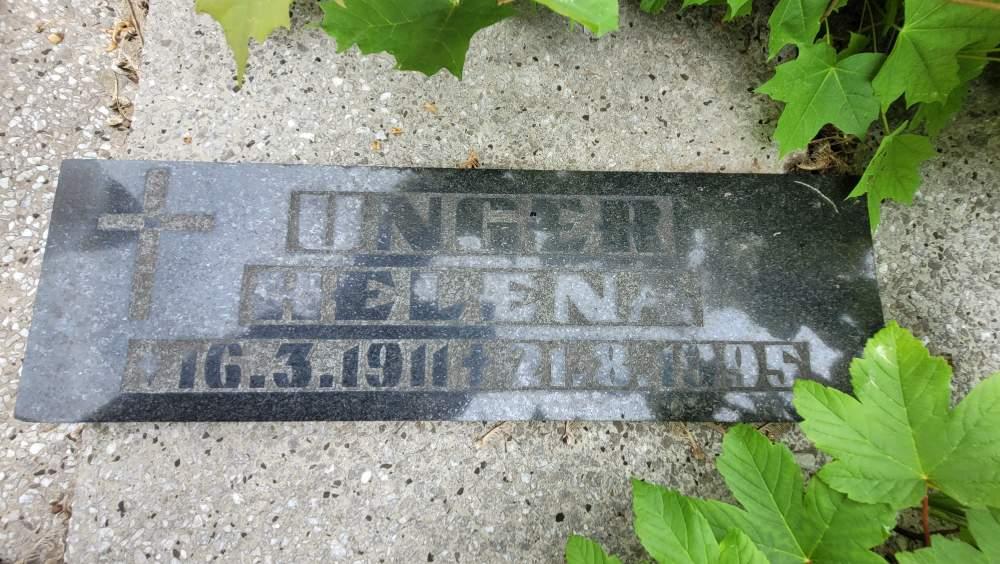 UNGER
HELENA
* 16.3.1911 † 21.8.1995